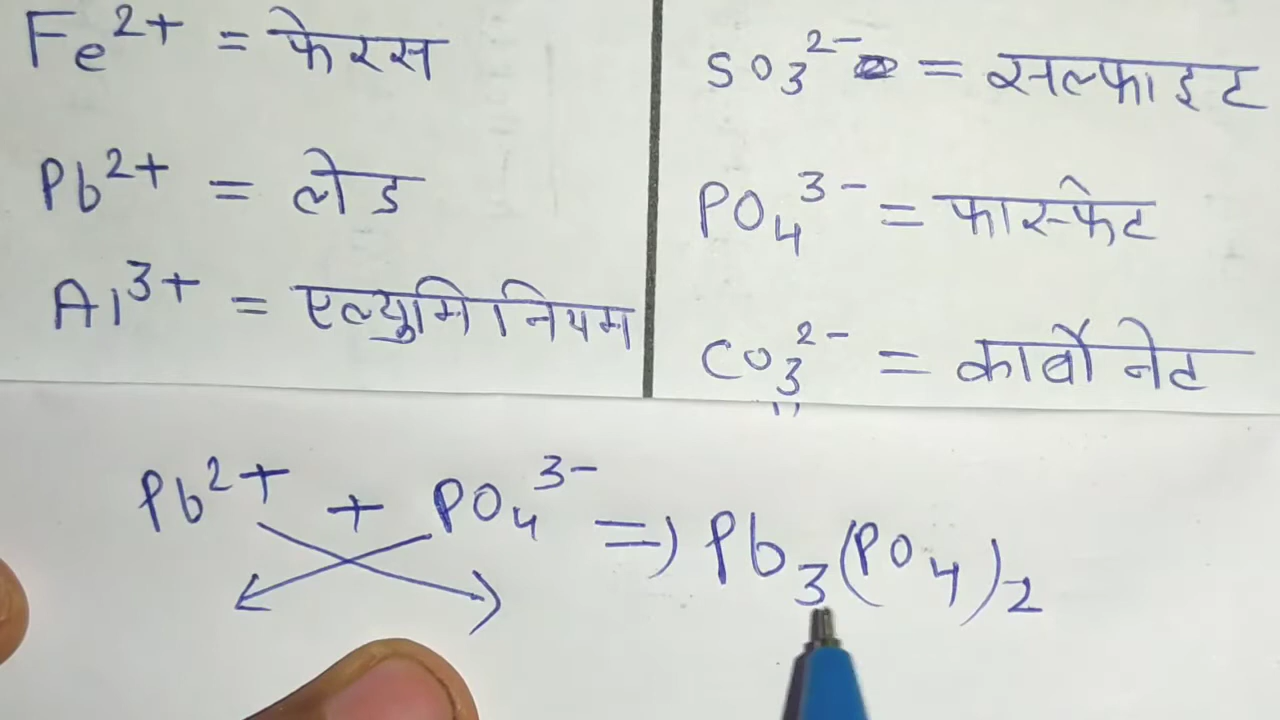 Fe²⁺ = फेरस
Pb²⁺ = लेड
Al³⁺ = एल्युमिनियम
SO₃²⁻ = सल्फाइट
PO₄³⁻ = फास्फेट
CO₃²⁻ = कार्बोनेट
Pb²⁺ + PO₄³⁻ => Pb₃(PO₄)₂